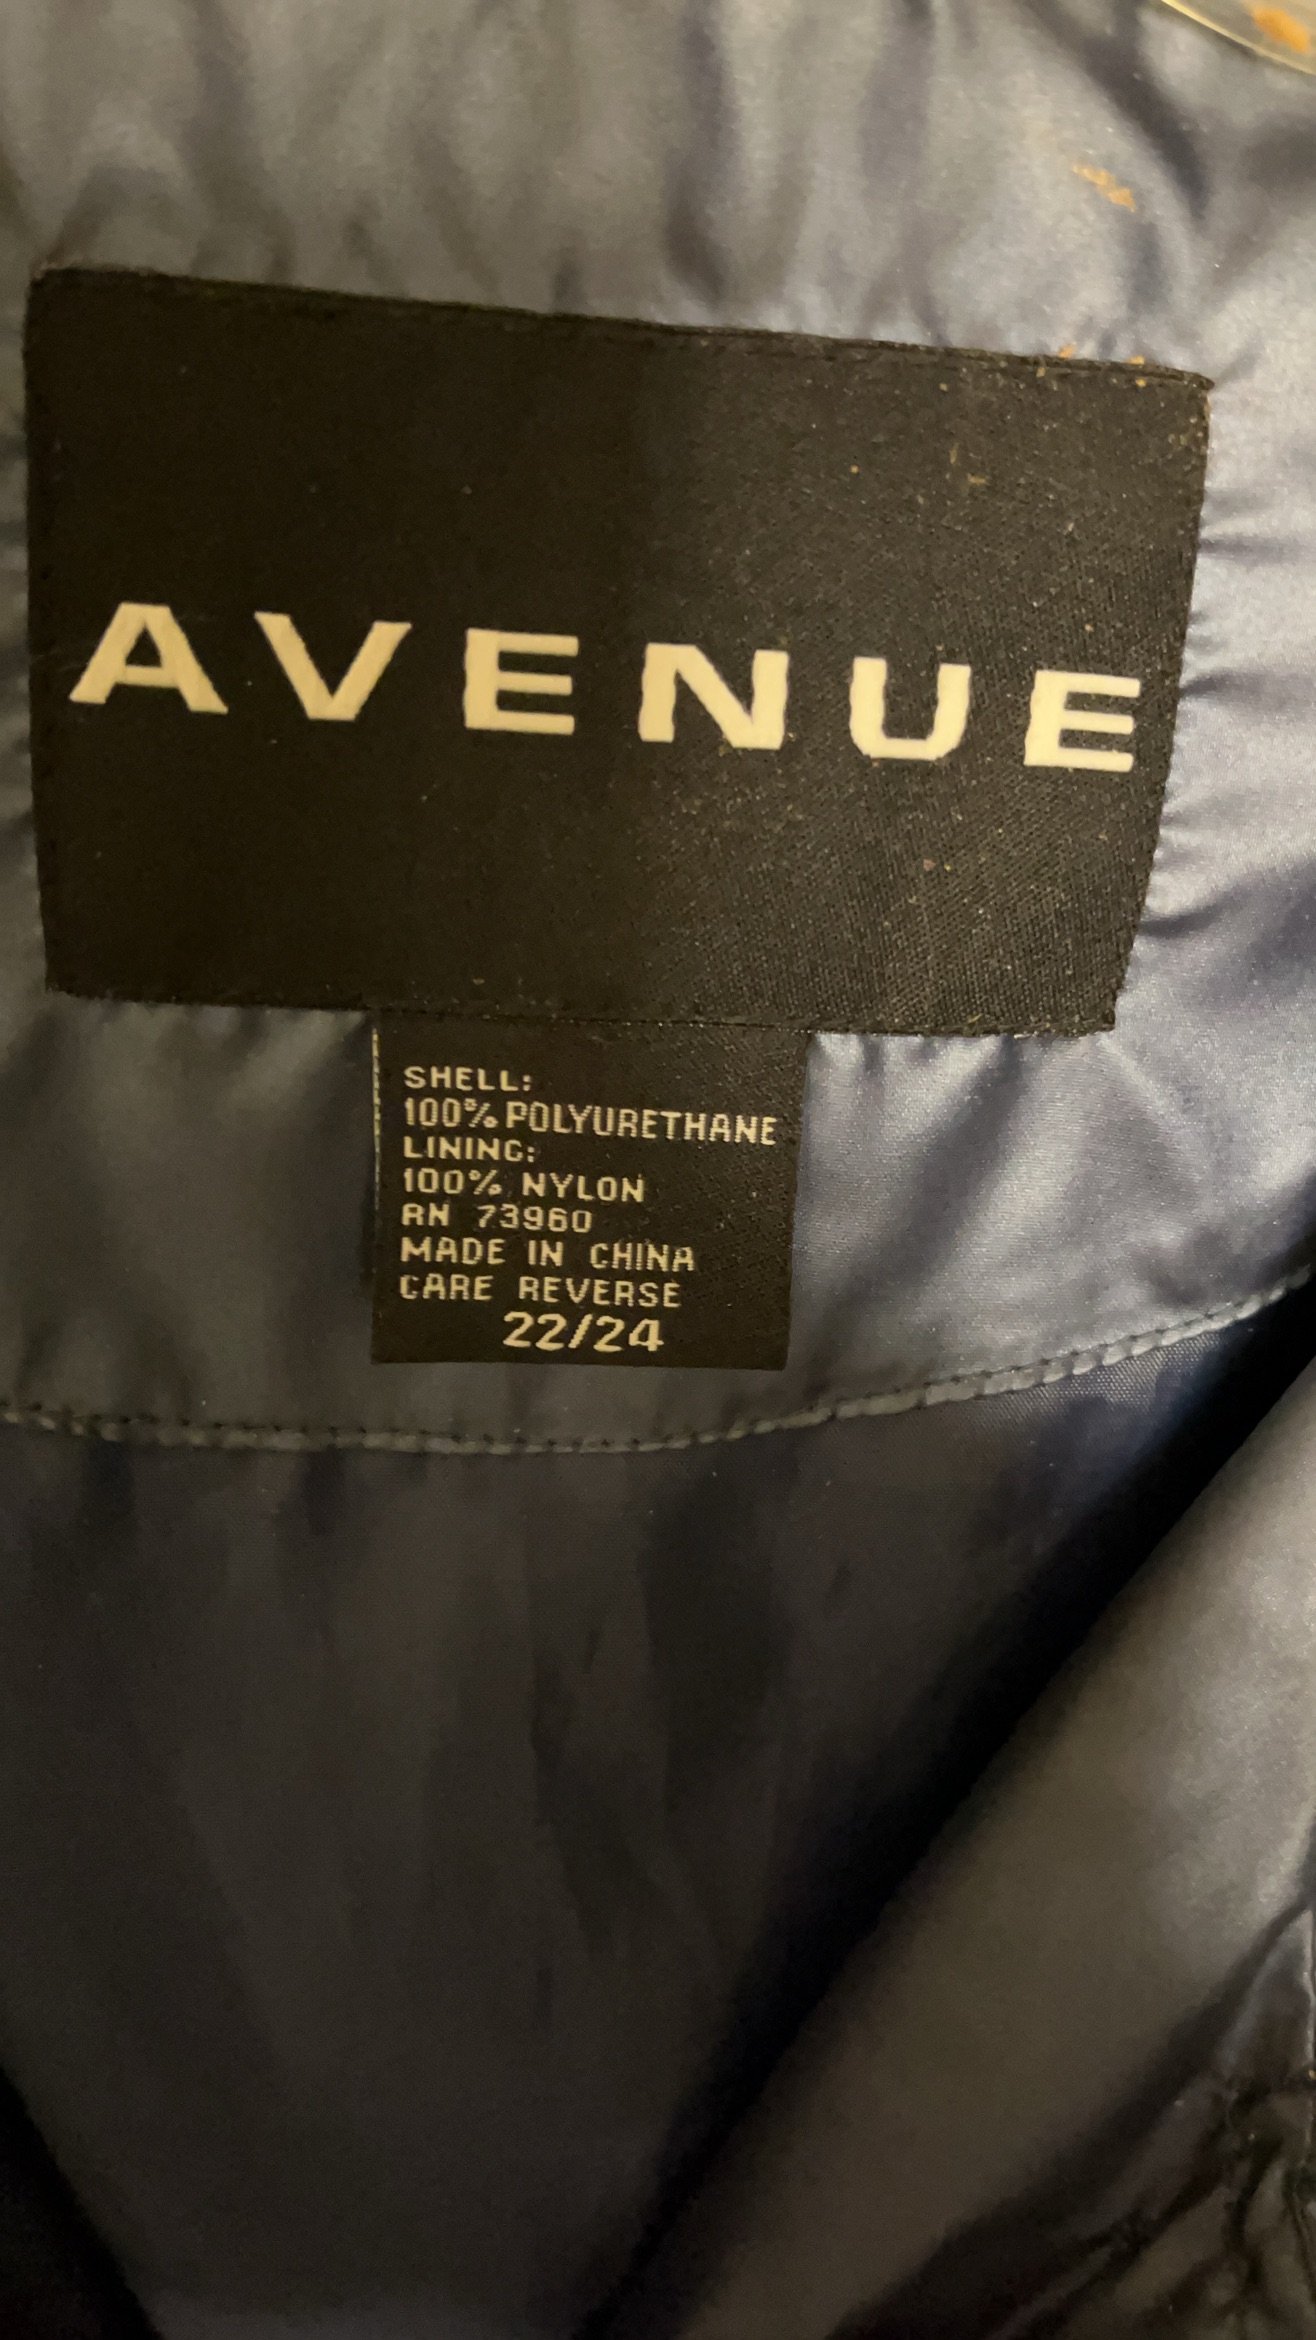 AVENUE
SHELL:
100% POLYURETHANE
LINING:
100% NYLON
RN 73960
MADE IN CHINA
CARE REVERSE
22/24